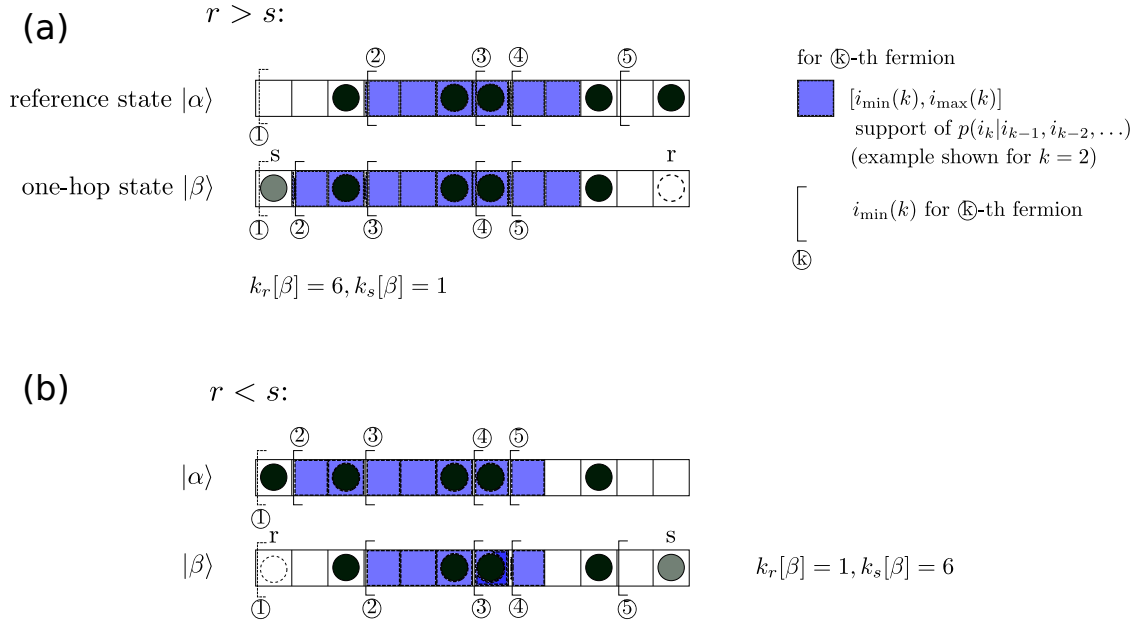 (a)
r > s:
② ③ ④ ⑤
reference state |α⟩
①
s r
one-hop state |β⟩
① ② ③ ④ ⑤
k_r[β] = 6, k_s[β] = 1
for ⓚ-th fermion
[i_min(k), i_max(k)]
support of p(i_k|i_{k−1}, i_{k−2}, …)
(example shown for k = 2)
i_min(k) for ⓚ-th fermion
ⓚ
(b)
r < s:
② ③ ④ ⑤
|α⟩
①
r s
|β⟩
① ② ③ ④ ⑤
k_r[β] = 1, k_s[β] = 6